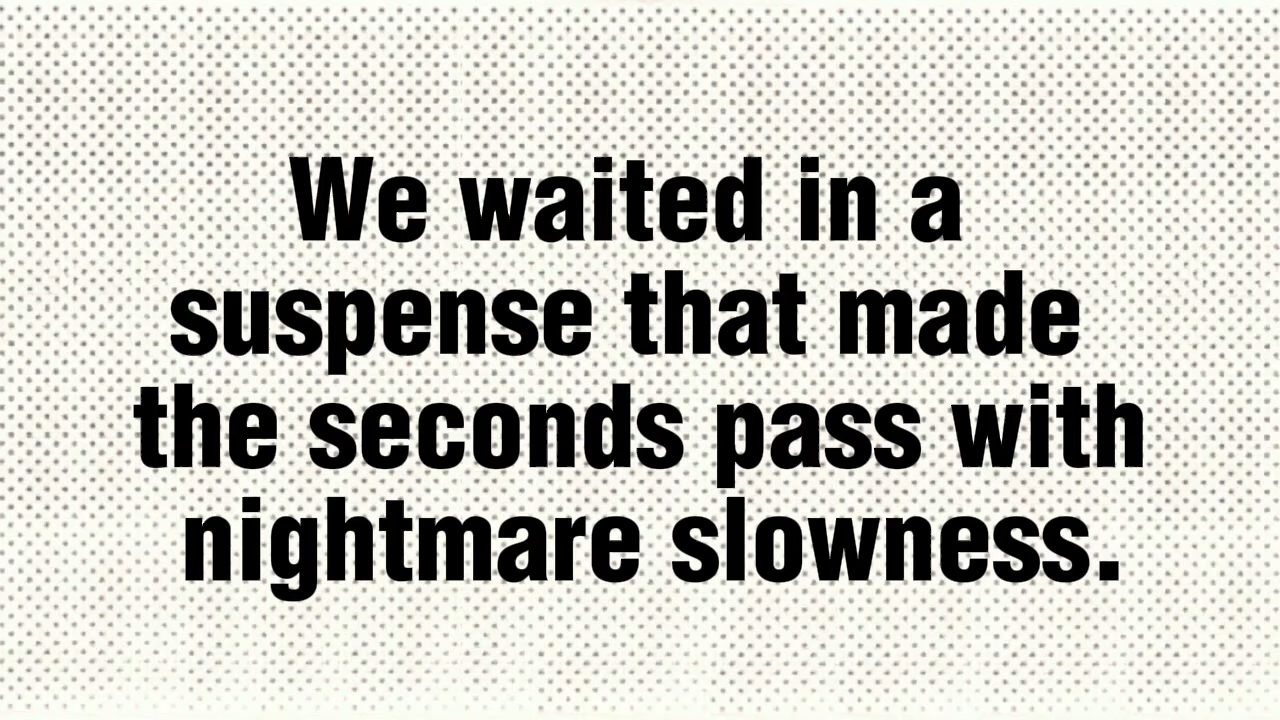 We waited in a
suspense that made
the seconds pass with
nightmare slowness.